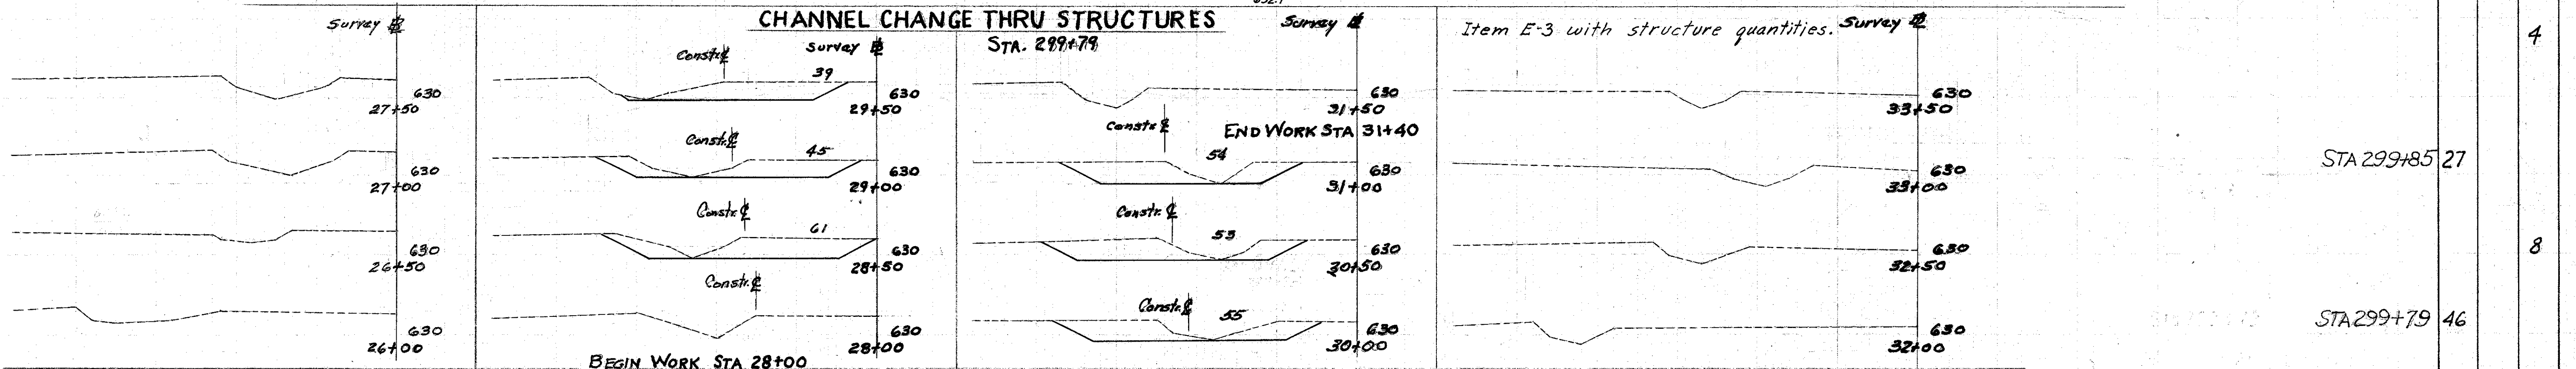 CHANNEL CHANGE THRU STRUCTURES
STA. 299+79
Item E-3 with structure quantities.
Survey ⅊
630
27+50
630
27+00
630
26+50
630
26+00
Survey ⅊
Constr. ℄
39
630
29+50
Constr. ℄
45
630
29+00
Constr. ℄
61
630
28+50
Constr. ℄
630
28+00
BEGIN WORK STA 28+00
Survey ⅊
630
31+50
END WORK STA 31+40
Constr ℄
54
630
31+00
Constr. ℄
53
630
30+50
Constr. ℄
55
630
30+00
Survey ⅊
630
33+50
630
33+00
630
32+50
630
32+00
4
STA 299+85 27
8
STA 299+79 46